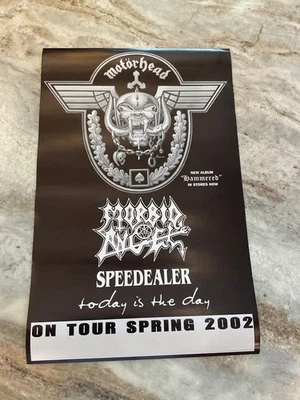 Motörhead
NEW ALBUM
"Hammered"
IN STORES NOW
MORBID
ANGEL
SPEEDEALER
today is the day
ON TOUR SPRING 2002